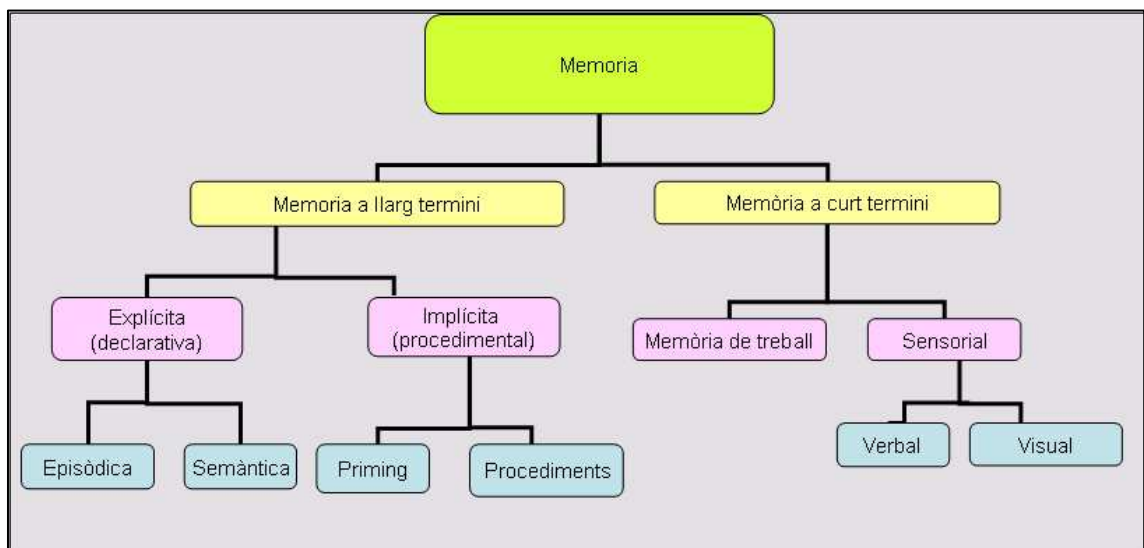 Memoria
Memoria a llarg termini
Memòria a curt termini
Explícita
(declarativa)
Implícita
(procedimental)
Memòria de treball
Sensorial
Episòdica
Semàntica
Priming
Procediments
Verbal
Visual